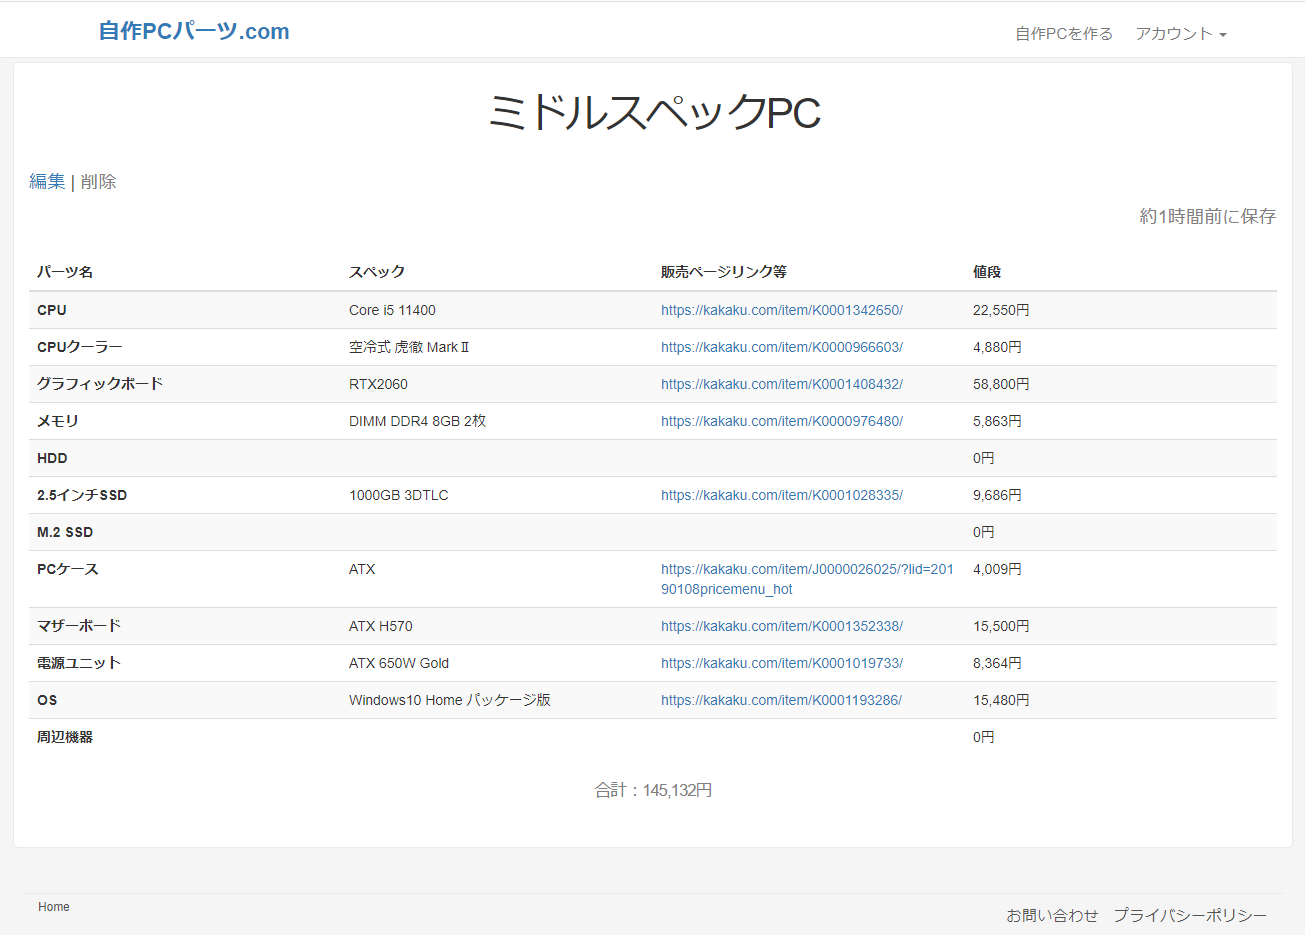 自作PCパーツ.com
自作PCを作る アカウント
ミドルスペックPC
編集 | 削除
約1時間前に保存
パーツ名 スペック 販売ページリンク等 値段
CPU Core i5 11400 https://kakaku.com/item/K0001342650/ 22,550円
CPUクーラー 空冷式 虎徹 Mark II https://kakaku.com/item/K0000966603/ 4,880円
グラフィックボード RTX2060 https://kakaku.com/item/K0001408432/ 58,800円
メモリ DIMM DDR4 8GB 2枚 https://kakaku.com/item/K0000976480/ 5,863円
HDD 0円
2.5インチSSD 1000GB 3DTLC https://kakaku.com/item/K0001028335/ 9,686円
M.2 SSD 0円
PCケース ATX https://kakaku.com/item/J0000026025/?lid=201 4,009円
90108pricemenu_hot
マザーボード ATX H570 https://kakaku.com/item/K0001352338/ 15,500円
電源ユニット ATX 650W Gold https://kakaku.com/item/K0001019733/ 8,364円
OS Windows10 Home パッケージ版 https://kakaku.com/item/K0001193286/ 15,480円
周辺機器 0円
合計：145,132円
Home
お問い合わせ プライバシーポリシー